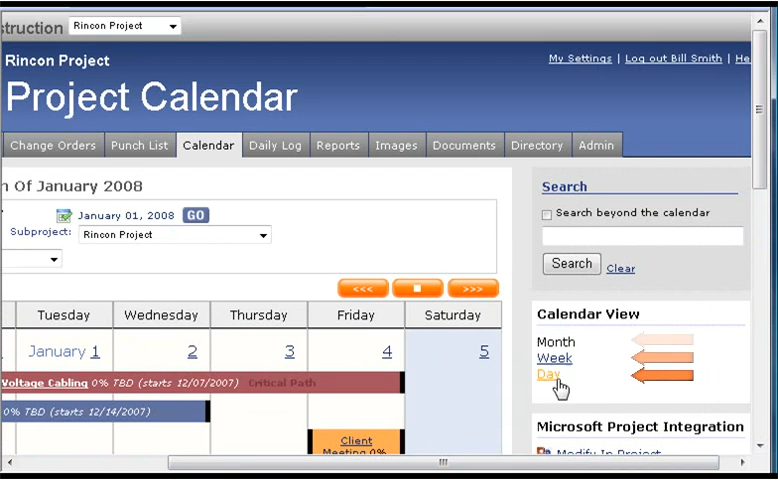 struction Rincon Project
Rincon Project
My Settings | Log out Bill Smith | He
Project Calendar
Change Orders Punch List Calendar Daily Log Reports Images Documents Directory Admin
n Of January 2008
January 01, 2008 GO
Subproject: Rincon Project
<<< >>>
Tuesday Wednesday Thursday Friday Saturday
January 1 2 3 4 5
Voltage Cabling 0% TBD (starts 12/07/2007) Critical Path
0% TBD (starts 12/14/2007)
Client
Meeting 0%
Search
Search beyond the calendar
Search Clear
Calendar View
Month
Week
Day
Microsoft Project Integration
Modify In Project